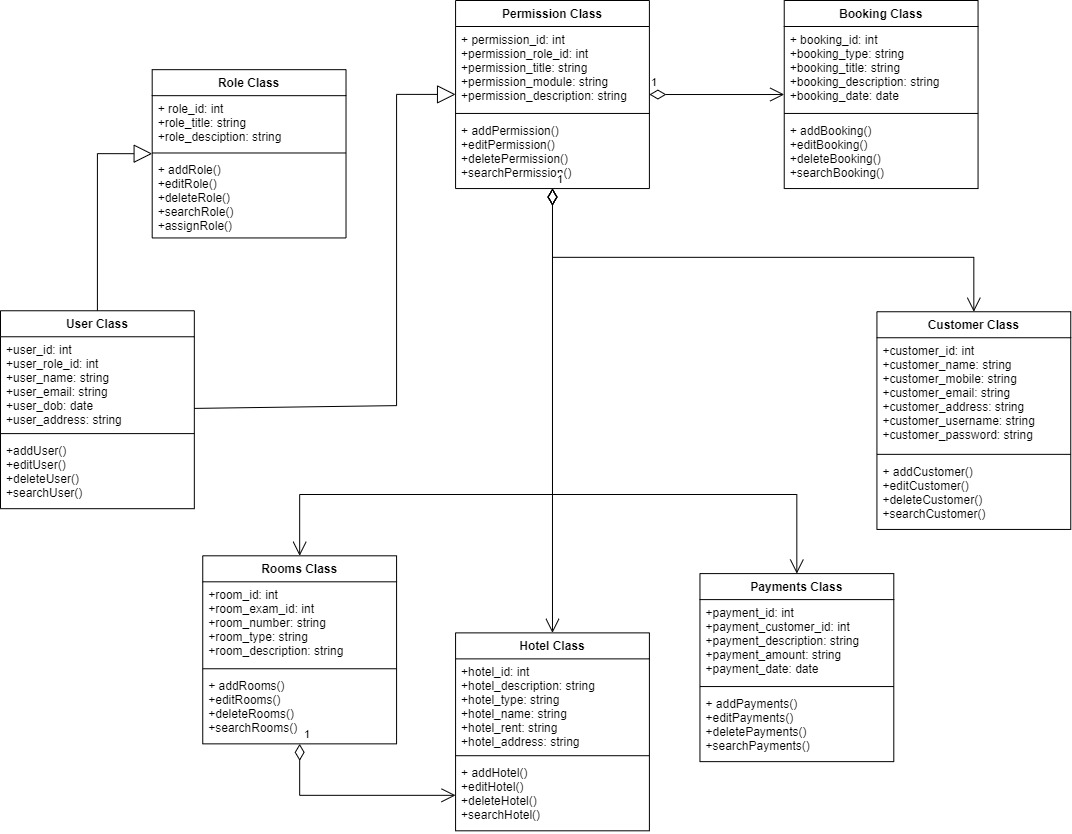 Permission Class
+ permission_id: int
+permission_role_id: int
+permission_title: string
+permission_module: string
+permission_description: string
+ addPermission()
+editPermission()
+deletePermission()
+searchPermission()
1
1
Booking Class
+ booking_id: int
+booking_type: string
+booking_title: string
+booking_description: string
+booking_date: date
+ addBooking()
+editBooking()
+deleteBooking()
+searchBooking()
Role Class
+ role_id: int
+role_title: string
+role_desciption: string
+ addRole()
+editRole()
+deleteRole()
+searchRole()
+assignRole()
User Class
+user_id: int
+user_role_id: int
+user_name: string
+user_email: string
+user_dob: date
+user_address: string
+addUser()
+editUser()
+deleteUser()
+searchUser()
Customer Class
+customer_id: int
+customer_name: string
+customer_mobile: string
+customer_email: string
+customer_address: string
+customer_username: string
+customer_password: string
+ addCustomer()
+editCustomer()
+deleteCustomer()
+searchCustomer()
Rooms Class
+room_id: int
+room_exam_id: int
+room_number: string
+room_type: string
+room_description: string
+ addRooms()
+editRooms()
+deleteRooms()
+searchRooms()
1
Hotel Class
+hotel_id: int
+hotel_description: string
+hotel_type: string
+hotel_name: string
+hotel_rent: string
+hotel_address: string
+ addHotel()
+editHotel()
+deleteHotel()
+searchHotel()
Payments Class
+payment_id: int
+payment_customer_id: int
+payment_description: string
+payment_amount: string
+payment_date: date
+ addPayments()
+editPayments()
+deletePayments()
+searchPayments()